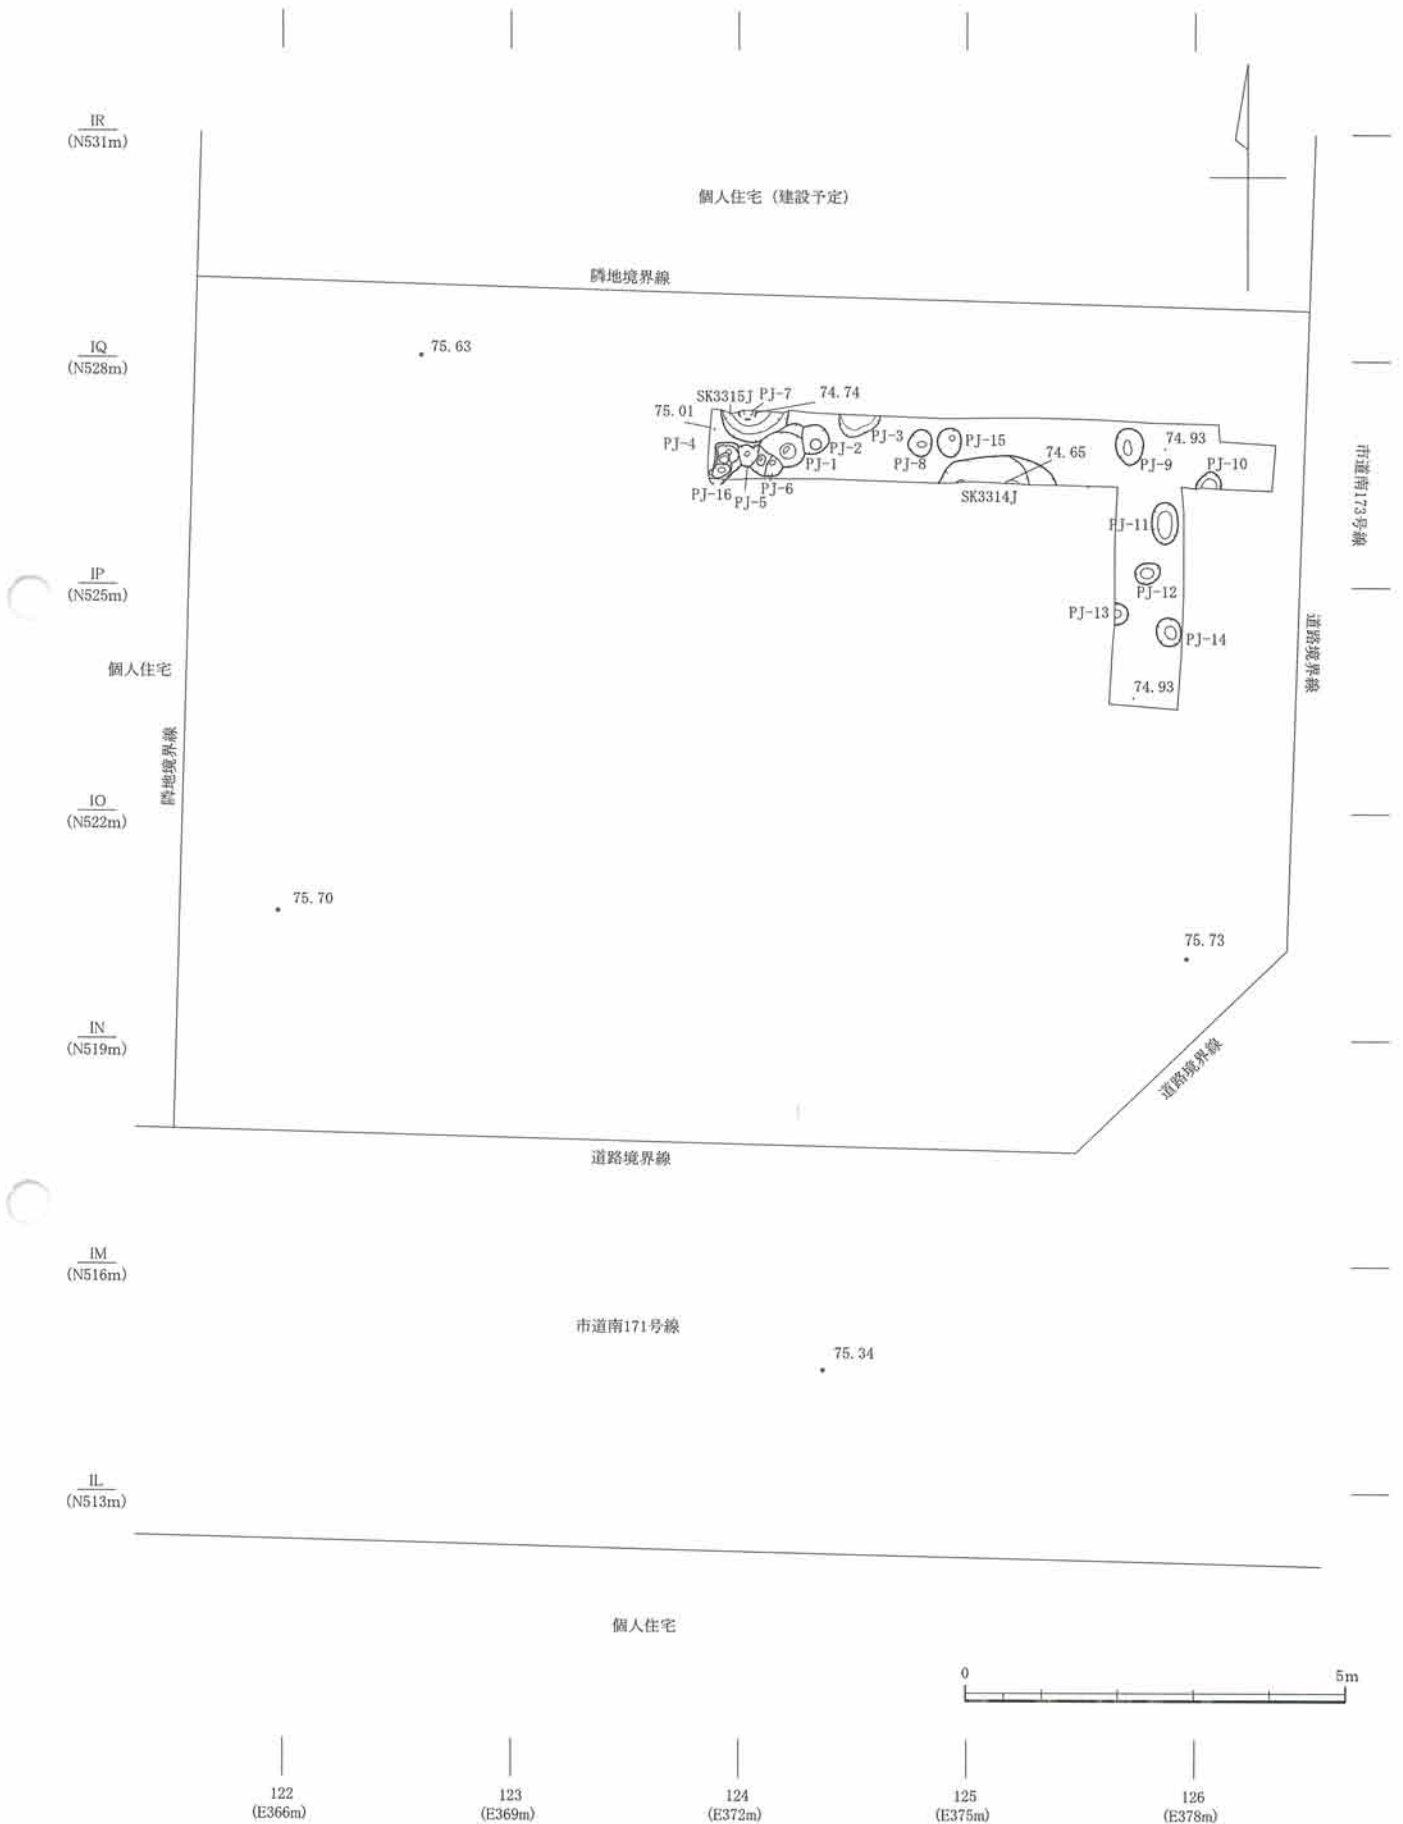 IR
(N531m)
個人住宅（建設予定）
隣地境界線
IQ
(N528m)
75.63
SK3315J
PJ-7
74.74
75.01
PJ-4
PJ-3
PJ-2
PJ-1
PJ-8
PJ-15
74.65
PJ-9
74.93
PJ-10
PJ-16
PJ-5
PJ-6
SK3314J
市道南173号線
PJ-11
IP
(N525m)
PJ-12
PJ-13
PJ-14
道路境界線
個人住宅
74.93
隣地境界線
IO
(N522m)
75.70
75.73
IN
(N519m)
道路境界線
道路境界線
IM
(N516m)
市道南171号線
75.34
IL
(N513m)
個人住宅
0 5m
122
(E366m)
123
(E369m)
124
(E372m)
125
(E375m)
126
(E378m)